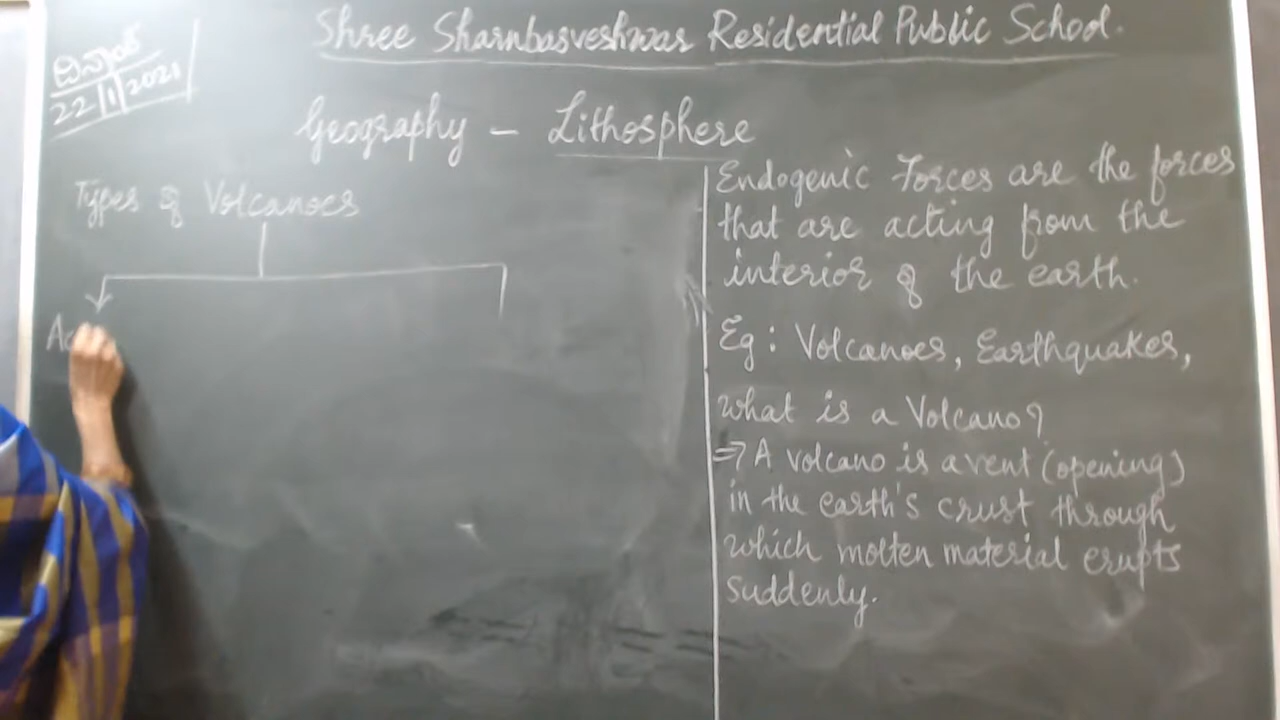 Shree Sharnbasveshwar Residential Public School.
ದಿನಾಂಕ
22/1/2021
Geography - Lithosphere
Types of Volcanoes
Ac
Endogenic Forces are the forces
that are acting from the
interior of the earth.
Eg: Volcanoes, Earthquakes,
what is a Volcano?
⇒ A volcano is a vent (opening)
in the earth's crust through
which molten material erupts
suddenly.